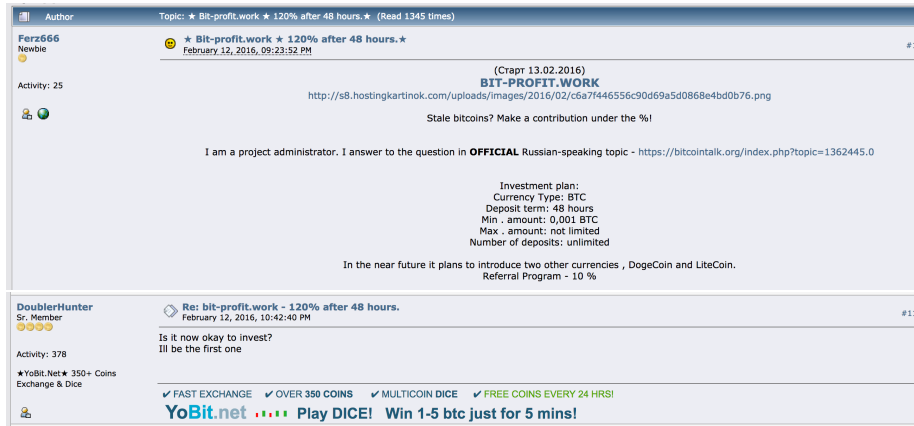 Author
Topic: ★ Bit-profit.work ★ 120% after 48 hours.★ (Read 1345 times)
Ferz666
Newbie
Activity: 25
★ Bit-profit.work ★ 120% after 48 hours.★
February 12, 2016, 09:23:52 PM
(Старт 13.02.2016)
BIT-PROFIT.WORK
http://s8.hostingkartinok.com/uploads/images/2016/02/c6a7f446556c90d69a5d0868e4bd0b76.png
Stale bitcoins? Make a contribution under the %!
I am a project administrator. I answer to the question in OFFICIAL Russian-speaking topic - https://bitcointalk.org/index.php?topic=1362445.0
Investment plan:
Currency Type: BTC
Deposit term: 48 hours
Min . amount: 0,001 BTC
Max . amount: not limited
Number of deposits: unlimited
In the near future it plans to introduce two other currencies , DogeCoin and LiteCoin.
Referral Program - 10 %
DoublerHunter
Sr. Member
Activity: 378
★YoBit.Net★ 350+ Coins
Exchange & Dice
Re: bit-profit.work - 120% after 48 hours.
February 12, 2016, 10:42:40 PM
Is it now okay to invest?
Ill be the first one
✔ FAST EXCHANGE ✔ OVER 350 COINS ✔ MULTICOIN DICE ✔ FREE COINS EVERY 24 HRS!
YoBit.net Play DICE! Win 1-5 btc just for 5 mins!